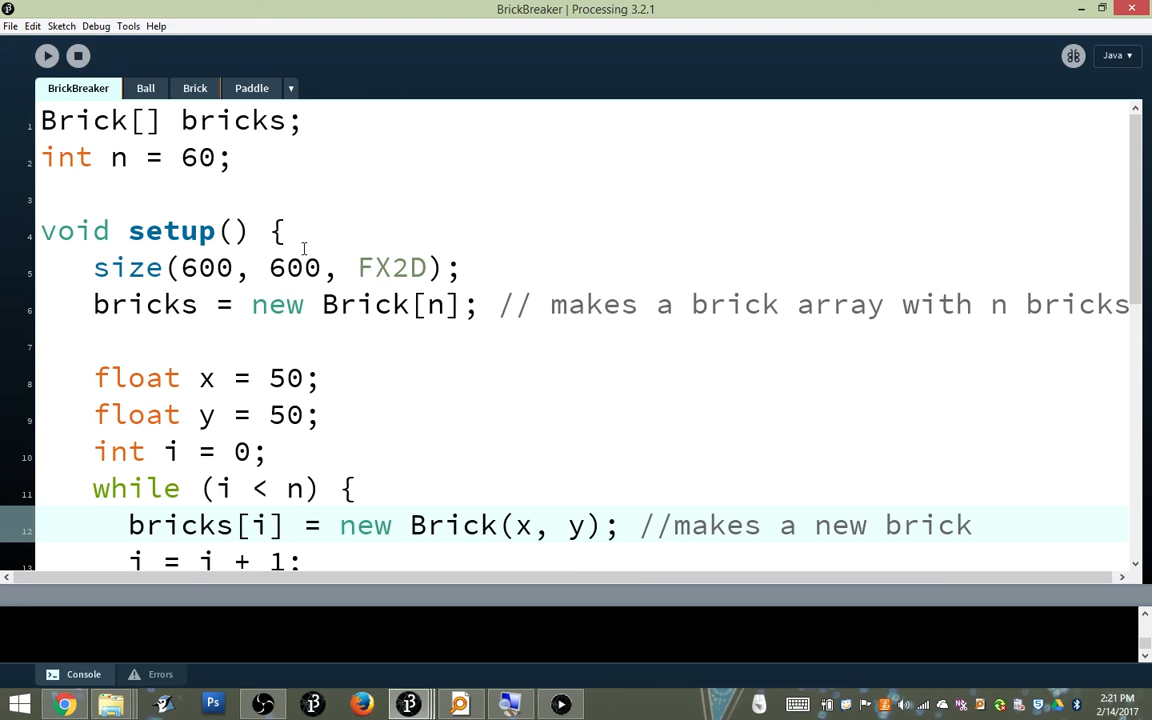 BrickBreaker | Processing 3.2.1
File Edit Sketch Debug Tools Help
Java ▾
BrickBreaker Ball Brick Paddle ▾
1 Brick[] bricks;
2 int n = 60;
3
4 void setup() {
5 size(600, 600, FX2D);
6 bricks = new Brick[n]; // makes a brick array with n bricks
7
8 float x = 50;
9 float y = 50;
10 int i = 0;
11 while (i < n) {
12 bricks[i] = new Brick(x, y); //makes a new brick
13 i = i + 1;
Console Errors
Ps
2:21 PM
2/14/2017